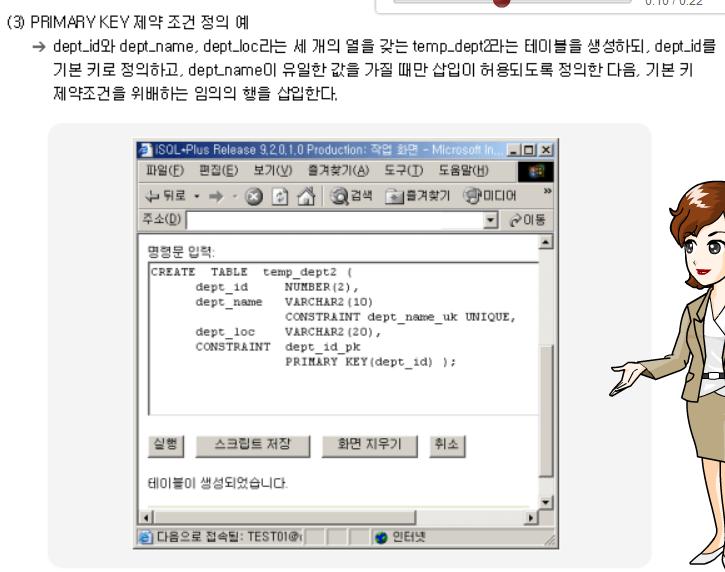 0:10 / 0:22
(3) PRIMARY KEY 제약 조건 정의 예
→ dept_id와 dept_name, dept_loc라는 세 개의 열을 갖는 temp_dept2라는 테이블을 생성하되, dept_id를
기본 키로 정의하고, dept_name이 유일한 값을 가질 때만 삽입이 허용되도록 정의한 다음, 기본 키
제약조건을 위배하는 임의의 행을 삽입한다.
iSQL*Plus Release 9.2.0.1.0 Production: 작업 화면 - Microsoft In...
파일(F) 편집(E) 보기(V) 즐겨찾기(A) 도구(T) 도움말(H)
뒤로 검색 즐겨찾기 미디어 »
주소(D) 이동
명령문 입력:
CREATE TABLE temp_dept2 (
dept_id NUMBER(2),
dept_name VARCHAR2(10)
CONSTRAINT dept_name_uk UNIQUE,
dept_loc VARCHAR2(20),
CONSTRAINT dept_id_pk
PRIMARY KEY(dept_id) );
실행 스크립트 저장 화면 지우기 취소
테이블이 생성되었습니다.
다음으로 접속됨: TEST01@ 인터넷